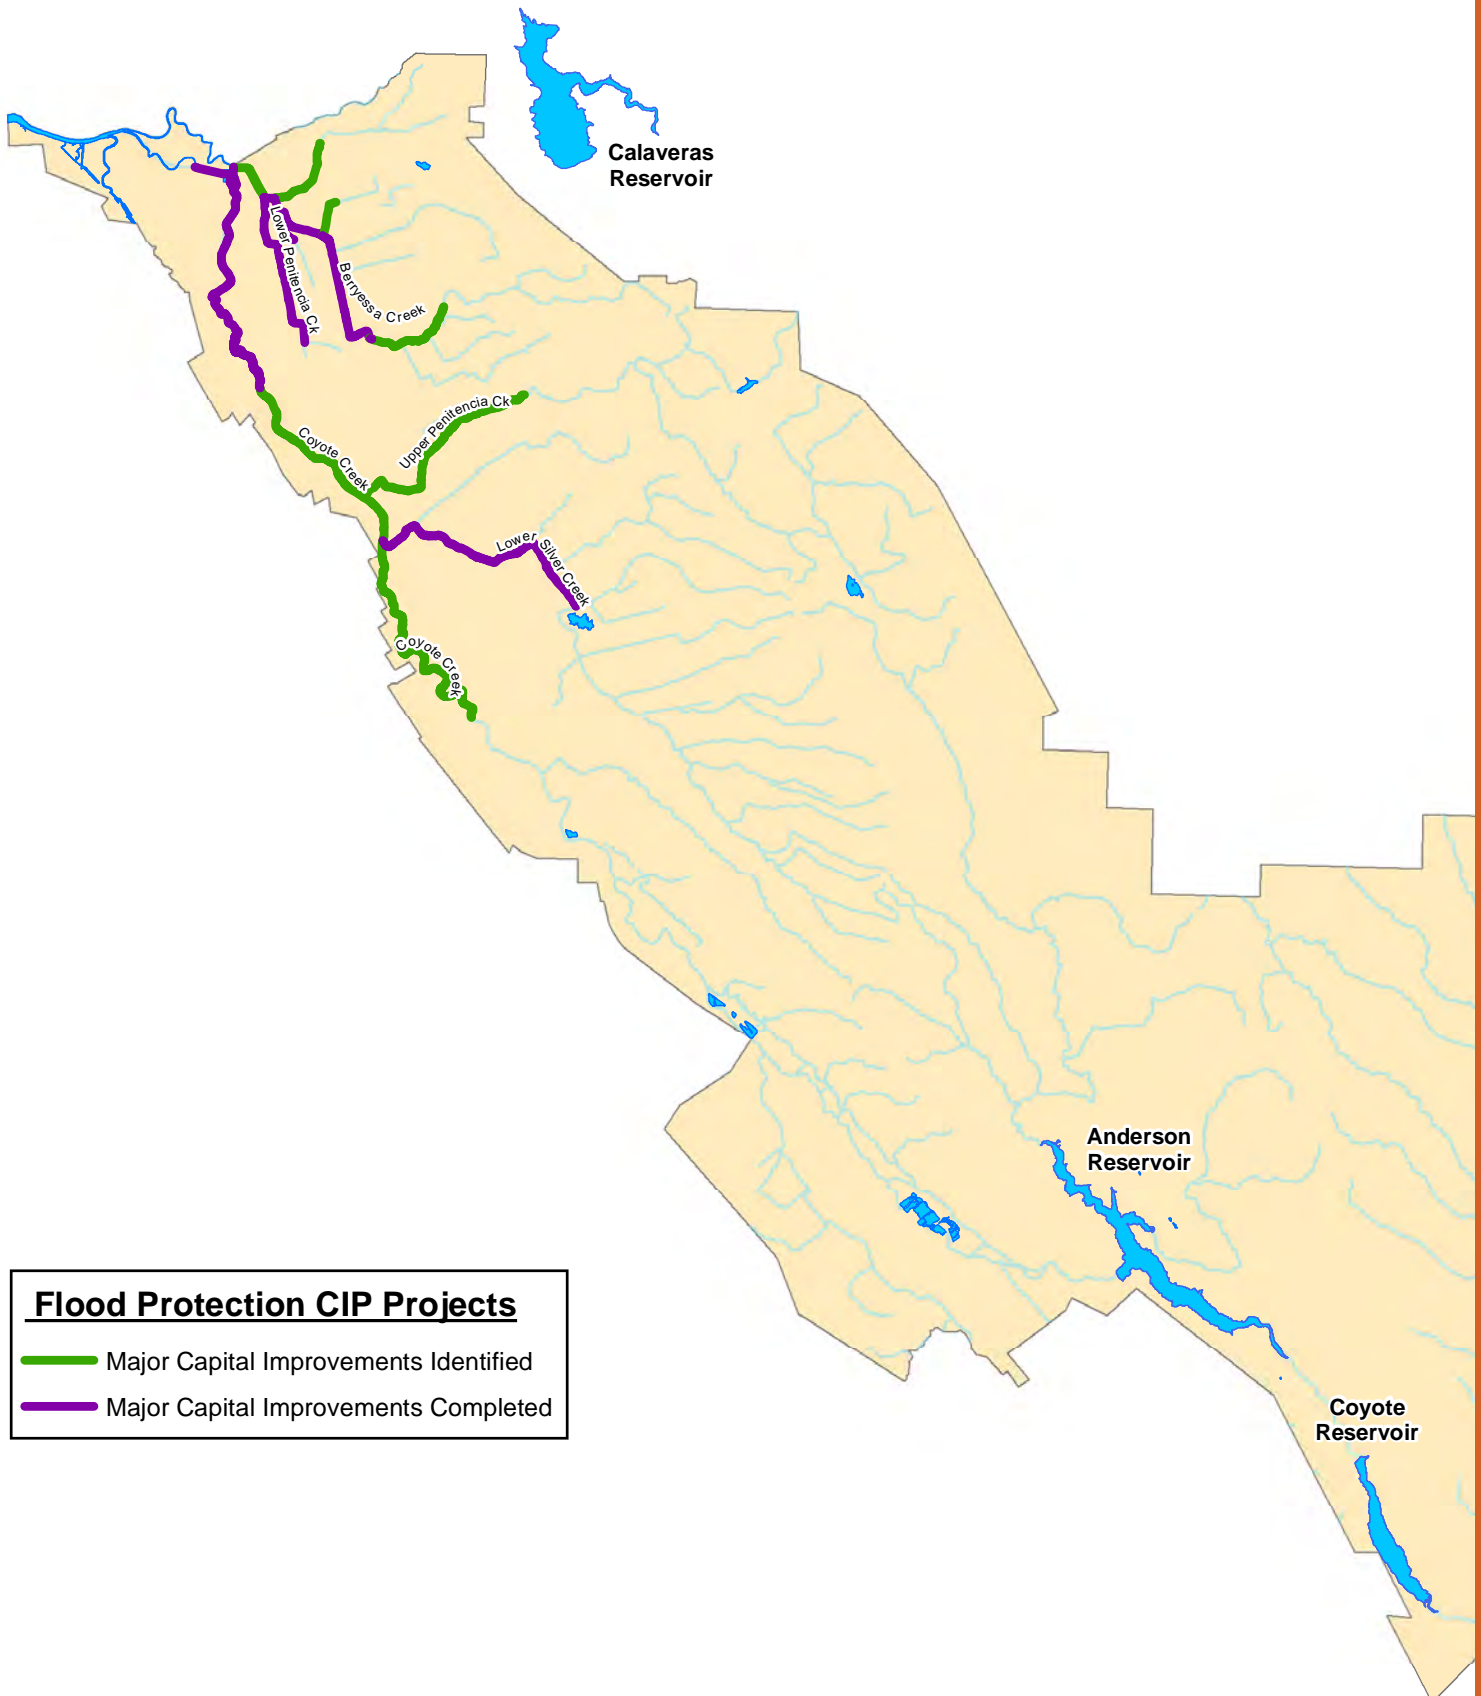 Calaveras
Reservoir
Lower Penitencia Ck
Berryessa Creek
Upper Penitencia Ck
Coyote Creek
Lower Silver Creek
Coyote Creek
Anderson
Reservoir
Flood Protection CIP Projects
Major Capital Improvements Identified
Major Capital Improvements Completed
Coyote
Reservoir